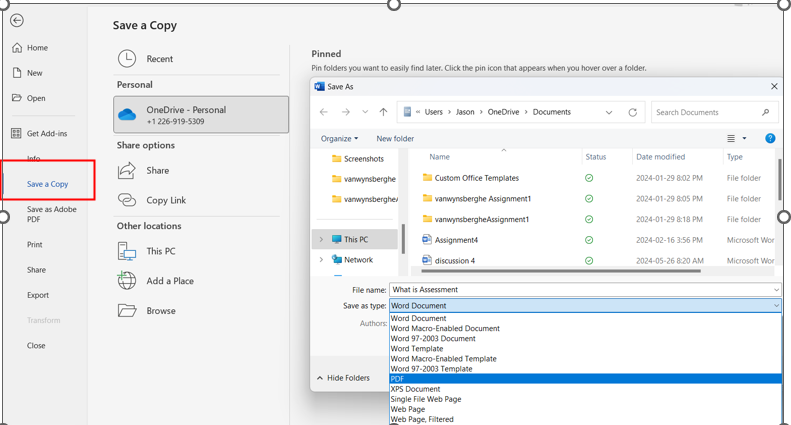 Save a Copy
Home
New
Open
Get Add-ins
Info
Save a Copy
Save as Adobe
PDF
Print
Share
Export
Transform
Close
Recent
Personal
OneDrive - Personal
+1 226-919-5309
Share options
Share
Copy Link
Other locations
This PC
Add a Place
Browse
Pinned
Pin folders you want to easily find later. Click the pin icon that appears when you hover over a folder.
Save As
« Users > Jason > OneDrive > Documents
Search Documents
Organize
New folder
Screenshots
vanwynsberghe
vanwynsbergheA
This PC
Network
Name Status Date modified Type
Custom Office Templates 2024-01-29 8:02 PM File folder
vanwynsberghe Assignment1 2024-01-29 8:05 PM File folder
vanwynsbergheAssignment1 2024-01-29 8:18 PM File folder
Assignment4 2024-02-16 3:56 PM Microsoft Wor
discussion 4 2024-05-26 8:20 AM Microsoft Wor
File name: What is Assessment
Save as type: Word Document
Authors:
Word Document
Word Macro-Enabled Document
Word 97-2003 Document
Word Template
Word Macro-Enabled Template
Word 97-2003 Template
PDF
XPS Document
Single File Web Page
Web Page
Web Page, Filtered
Hide Folders